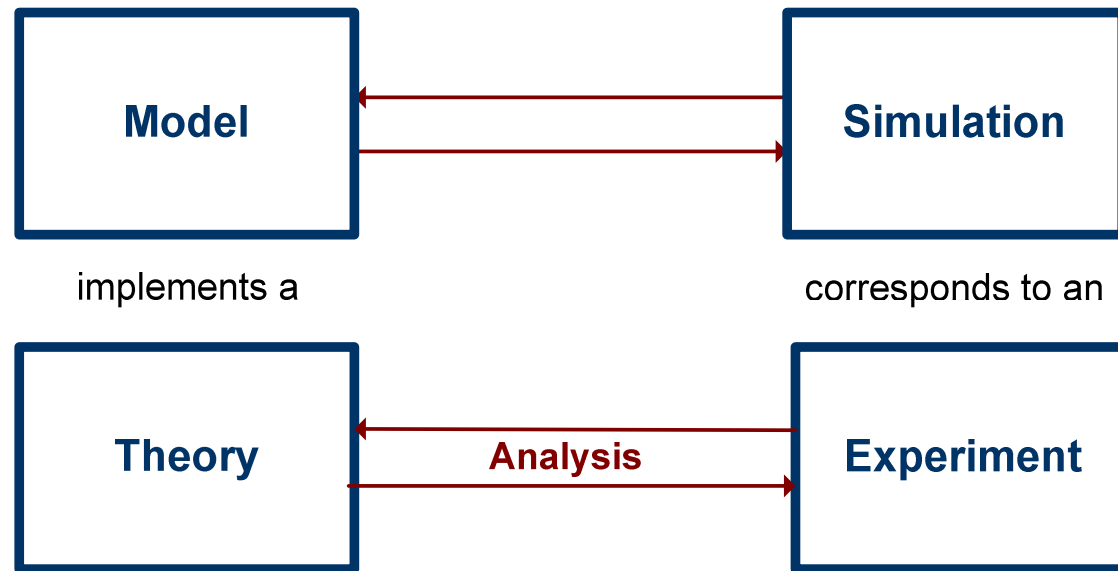 Model
Simulation
implements a
corresponds to an
Theory
Analysis
Experiment